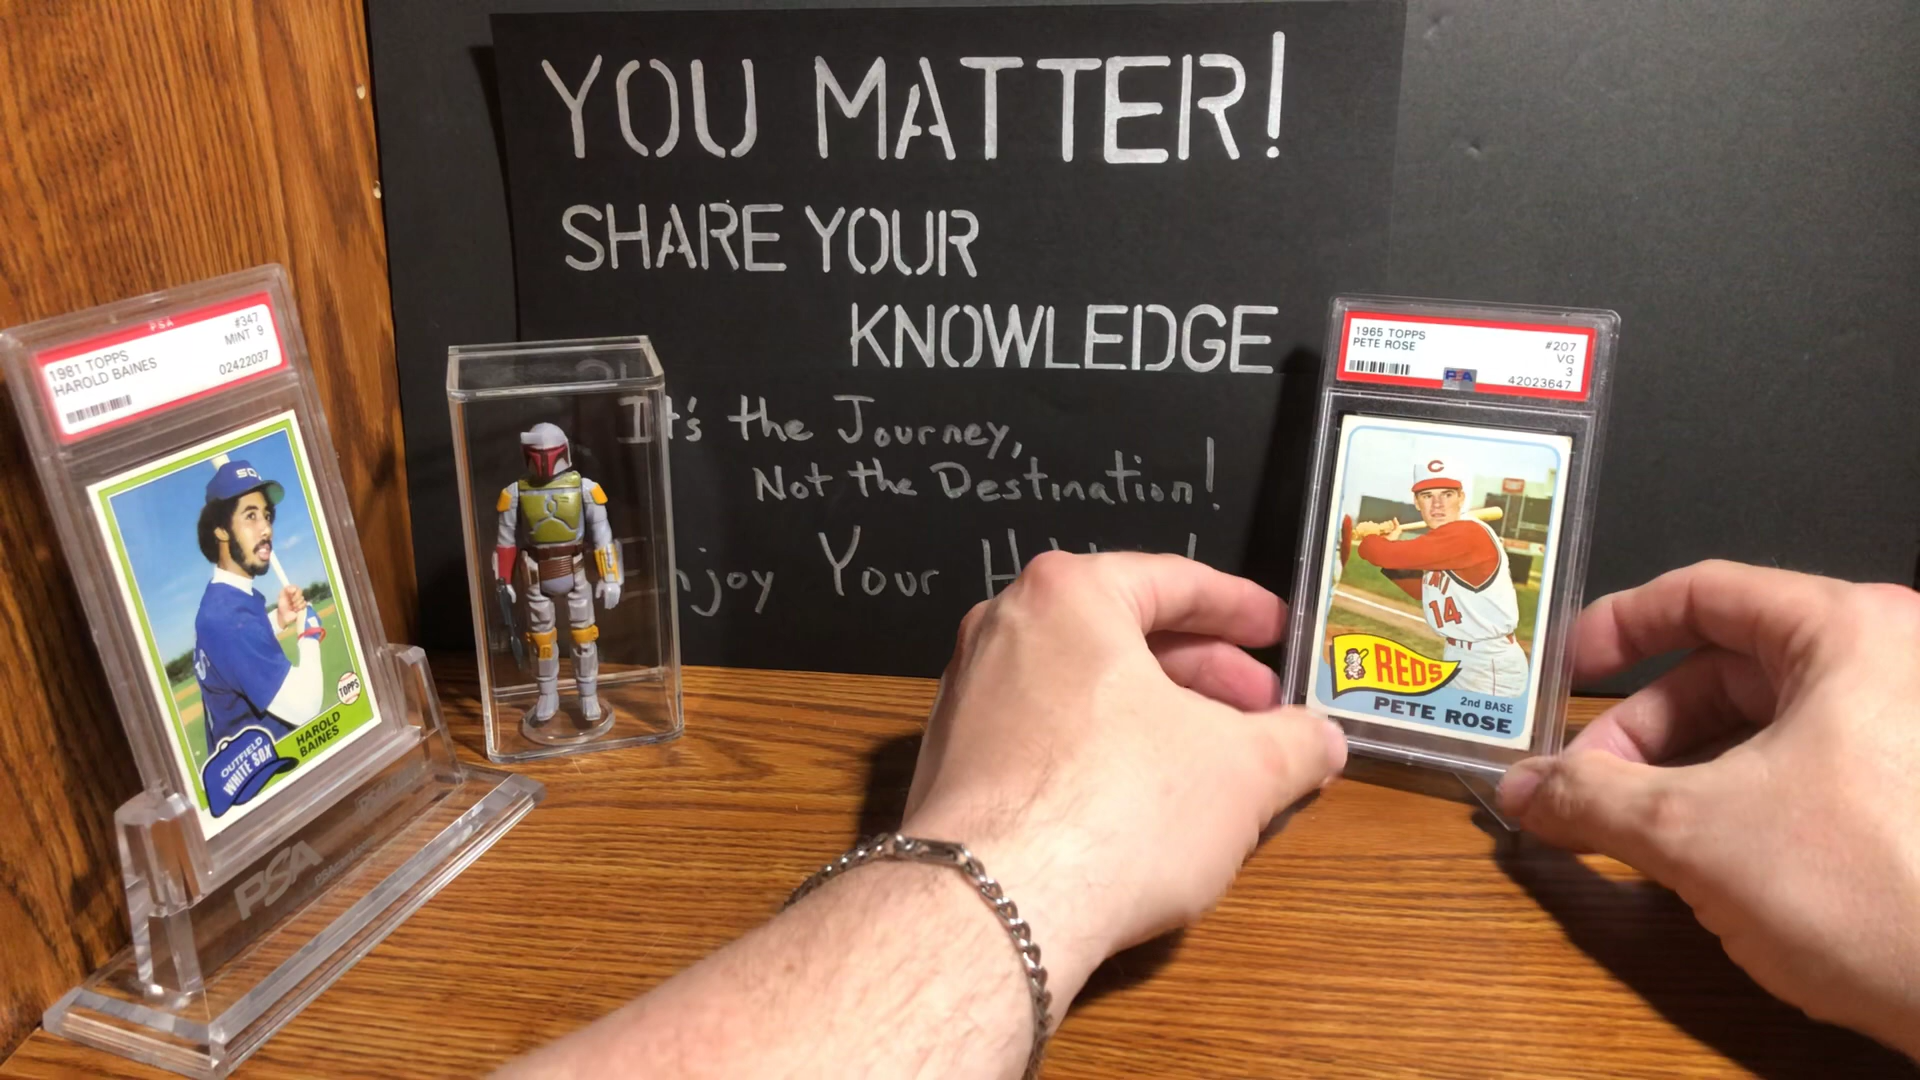 YOU MATTER!
SHARE YOUR
KNOWLEDGE
It's the Journey,
Not the Destination!
Enjoy Your
PSA
1981 TOPPS #347
HAROLD BAINES MINT 9
02422037
TOPPS
OUTFIELD
WHITE SOX
HAROLD
BAINES
PSA
1965 TOPPS #207
PETE ROSE VG
3
PSA 42023647
C
14
REDS
2nd BASE
PETE ROSE